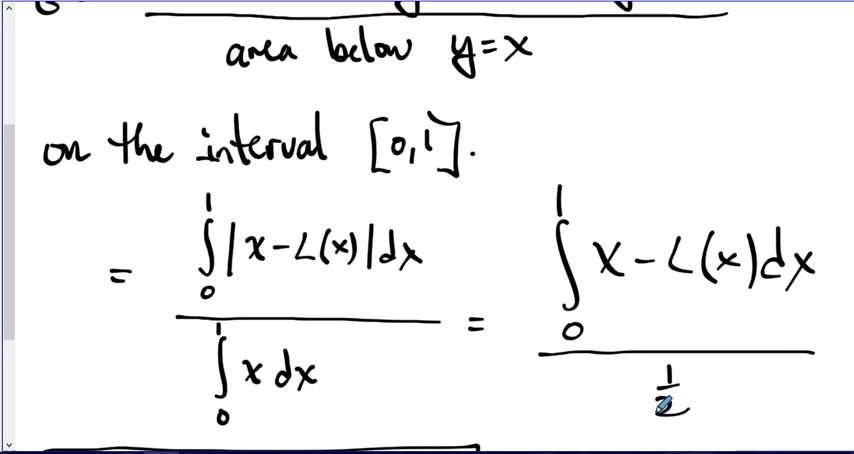 area below y=x
on the interval [0,1].
= ∫₀¹ |x-L(x)|dx / ∫₀¹ x dx = ∫₀¹ x-L(x)dx / 1/2